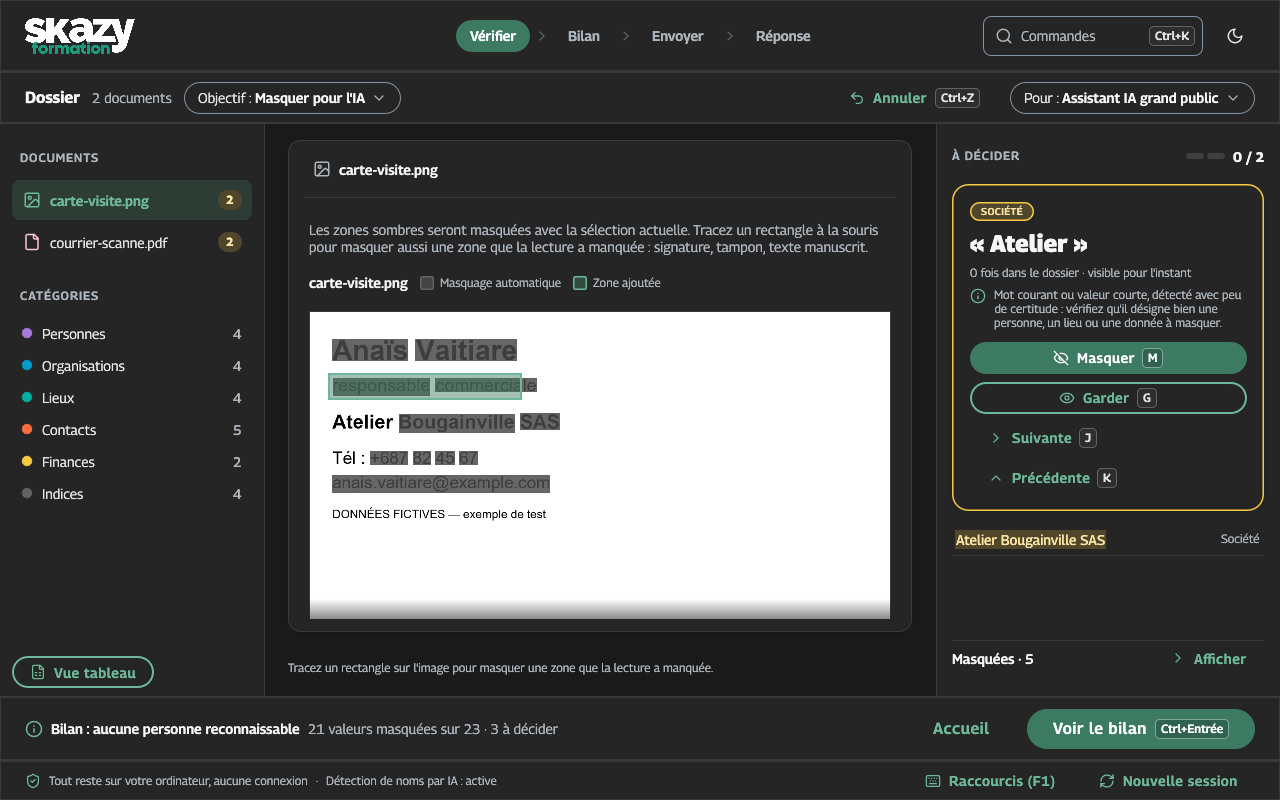 skazy
formation
Vérifier
Bilan
Envoyer
Réponse
Commandes
Ctrl+K
Dossier
2 documents
Objectif : Masquer pour l'IA
Annuler
Ctrl+Z
Pour : Assistant IA grand public
DOCUMENTS
carte-visite.png
2
courrier-scanne.pdf
2
CATÉGORIES
Personnes
4
Organisations
4
Lieux
4
Contacts
5
Finances
2
Indices
4
Vue tableau
carte-visite.png
Les zones sombres seront masquées avec la sélection actuelle. Tracez un rectangle à la souris
pour masquer aussi une zone que la lecture a manquée : signature, tampon, texte manuscrit.
carte-visite.png
Masquage automatique
Zone ajoutée
Anaïs Vaitiare
responsable commerciale
Atelier Bougainville SAS
Tél : +687 82 45 67
anais.vaitiare@example.com
DONNÉES FICTIVES — exemple de test
Tracez un rectangle sur l'image pour masquer une zone que la lecture a manquée.
À DÉCIDER
0 / 2
SOCIÉTÉ
« Atelier »
0 fois dans le dossier · visible pour l'instant
Mot courant ou valeur courte, détecté avec peu
de certitude : vérifiez qu'il désigne bien une
personne, un lieu ou une donnée à masquer.
Masquer
M
Garder
G
Suivante
J
Précédente
K
Atelier Bougainville SAS
Société
Masquées · 5
Afficher
Bilan : aucune personne reconnaissable
21 valeurs masquées sur 23 · 3 à décider
Accueil
Voir le bilan
Ctrl+Entrée
Tout reste sur votre ordinateur, aucune connexion · Détection de noms par IA : active
Raccourcis (F1)
Nouvelle session